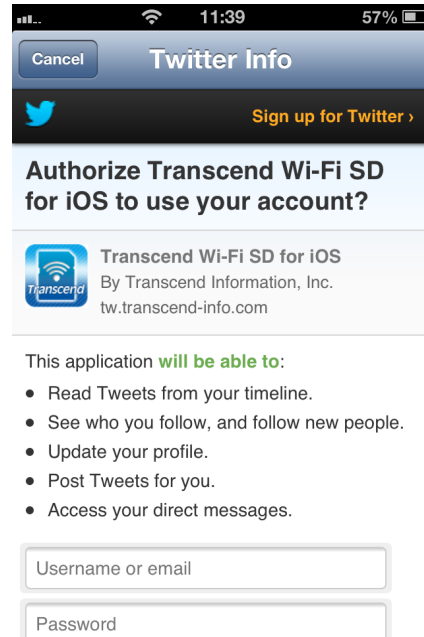 11:39
57%
Cancel
Twitter Info
Sign up for Twitter ›
Authorize Transcend Wi-Fi SD
for iOS to use your account?
Transcend
Transcend Wi-Fi SD for iOS
By Transcend Information, Inc.
tw.transcend-info.com
This application will be able to:
• Read Tweets from your timeline.
• See who you follow, and follow new people.
• Update your profile.
• Post Tweets for you.
• Access your direct messages.
Username or email
Password